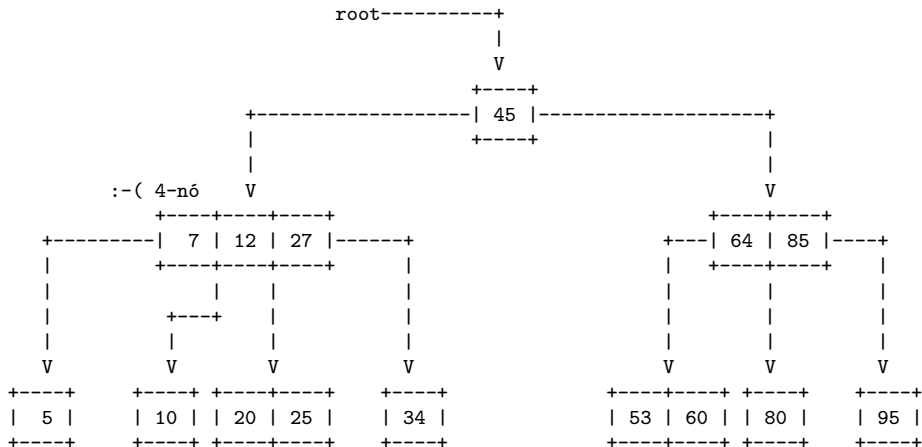 root----------+
|
V
+----+
+-------------------| 45 |--------------------+
| +----+ |
| |
:-( 4-nó V V
+----+----+----+ +----+----+
+---------| 7 | 12 | 27 |------+ +---| 64 | 85 |----+
| +----+----+----+ | | +----+----+ |
| | | | | | |
| +---+ | | | | |
| | | | | | |
V V V V V V V
+----+ +----+ +----+----+ +----+ +----+----+ +----+ +----+
| 5 | | 10 | | 20 | 25 | | 34 | | 53 | 60 | | 80 | | 95 |
+----+ +----+ +----+----+ +----+ +----+----+ +----+ +----+